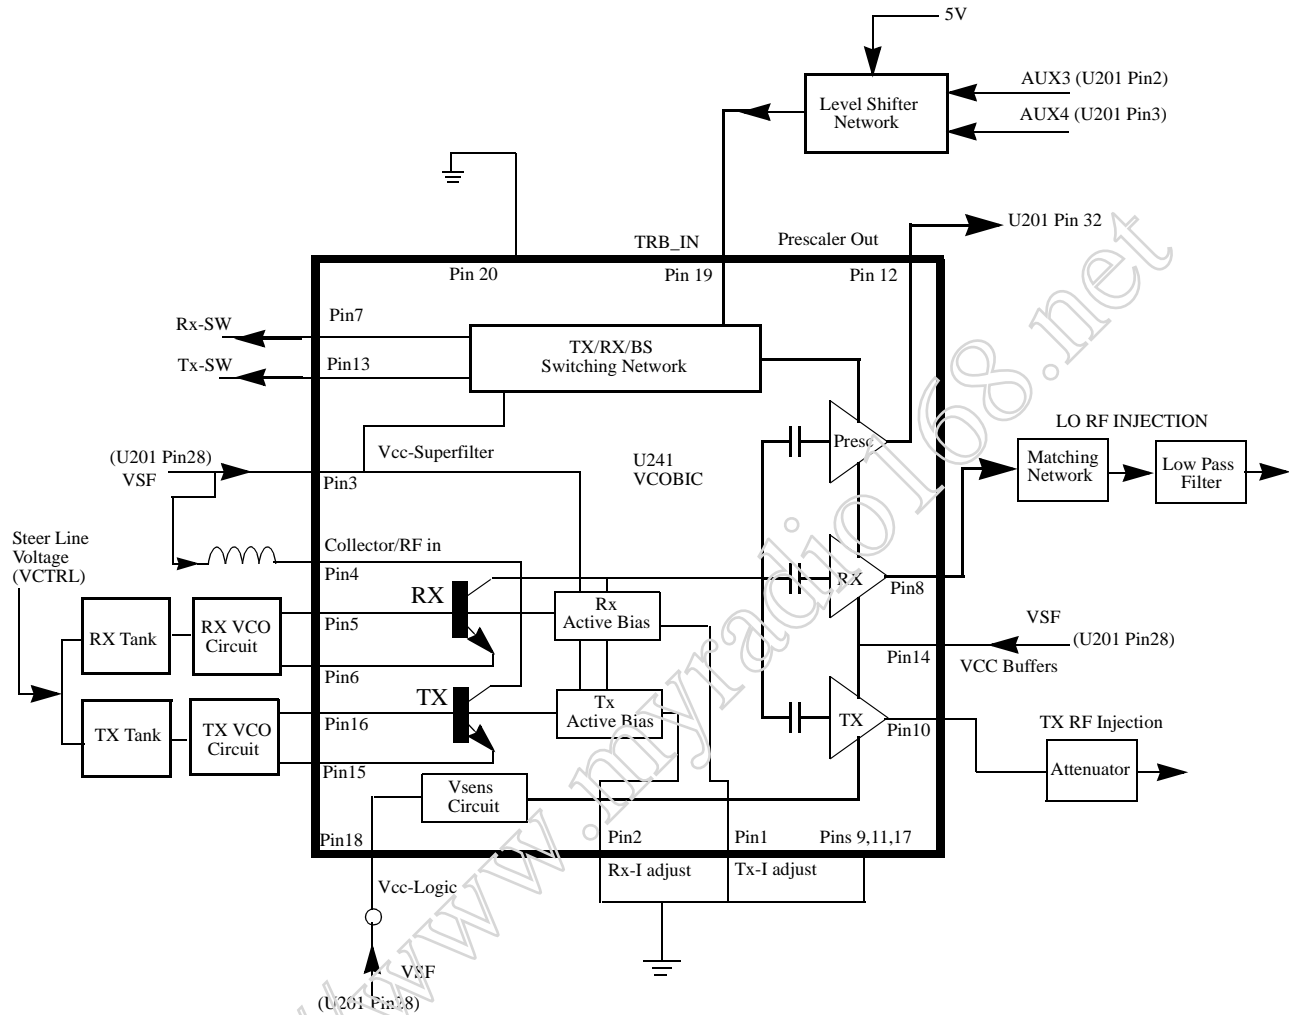 5V
AUX3 (U201 Pin2)
Level Shifter
Network
AUX4 (U201 Pin3)
U201 Pin 32
TRB_IN
Prescaler Out
Pin 20
Pin 19
Pin 12
Pin7
Rx-SW
TX/RX/BS
Switching Network
Tx-SW
Pin13
LO RF INJECTION
Presc
(U201 Pin28)
VSF
Vcc-Superfilter
U241
VCOBIC
Matching
Network
Low Pass
Filter
Pin3
Steer Line
Voltage
(VCTRL)
Collector/RF in
Pin4
RX
Rx
Active Bias
RX
Pin8
RX Tank
RX VCO
Circuit
Pin5
VSF
(U201 Pin28)
Pin14
VCC Buffers
Pin6
TX
Tx
Active Bias
TX
Pin10
TX RF Injection
TX Tank
TX VCO
Circuit
Pin16
Attenuator
Pin15
Vsens
Circuit
Pin18
Pin2
Pin1
Pins 9,11,17
Rx-I adjust
Tx-I adjust
Vcc-Logic
VSF
(U201 Pin28)
//www.myradio168.net